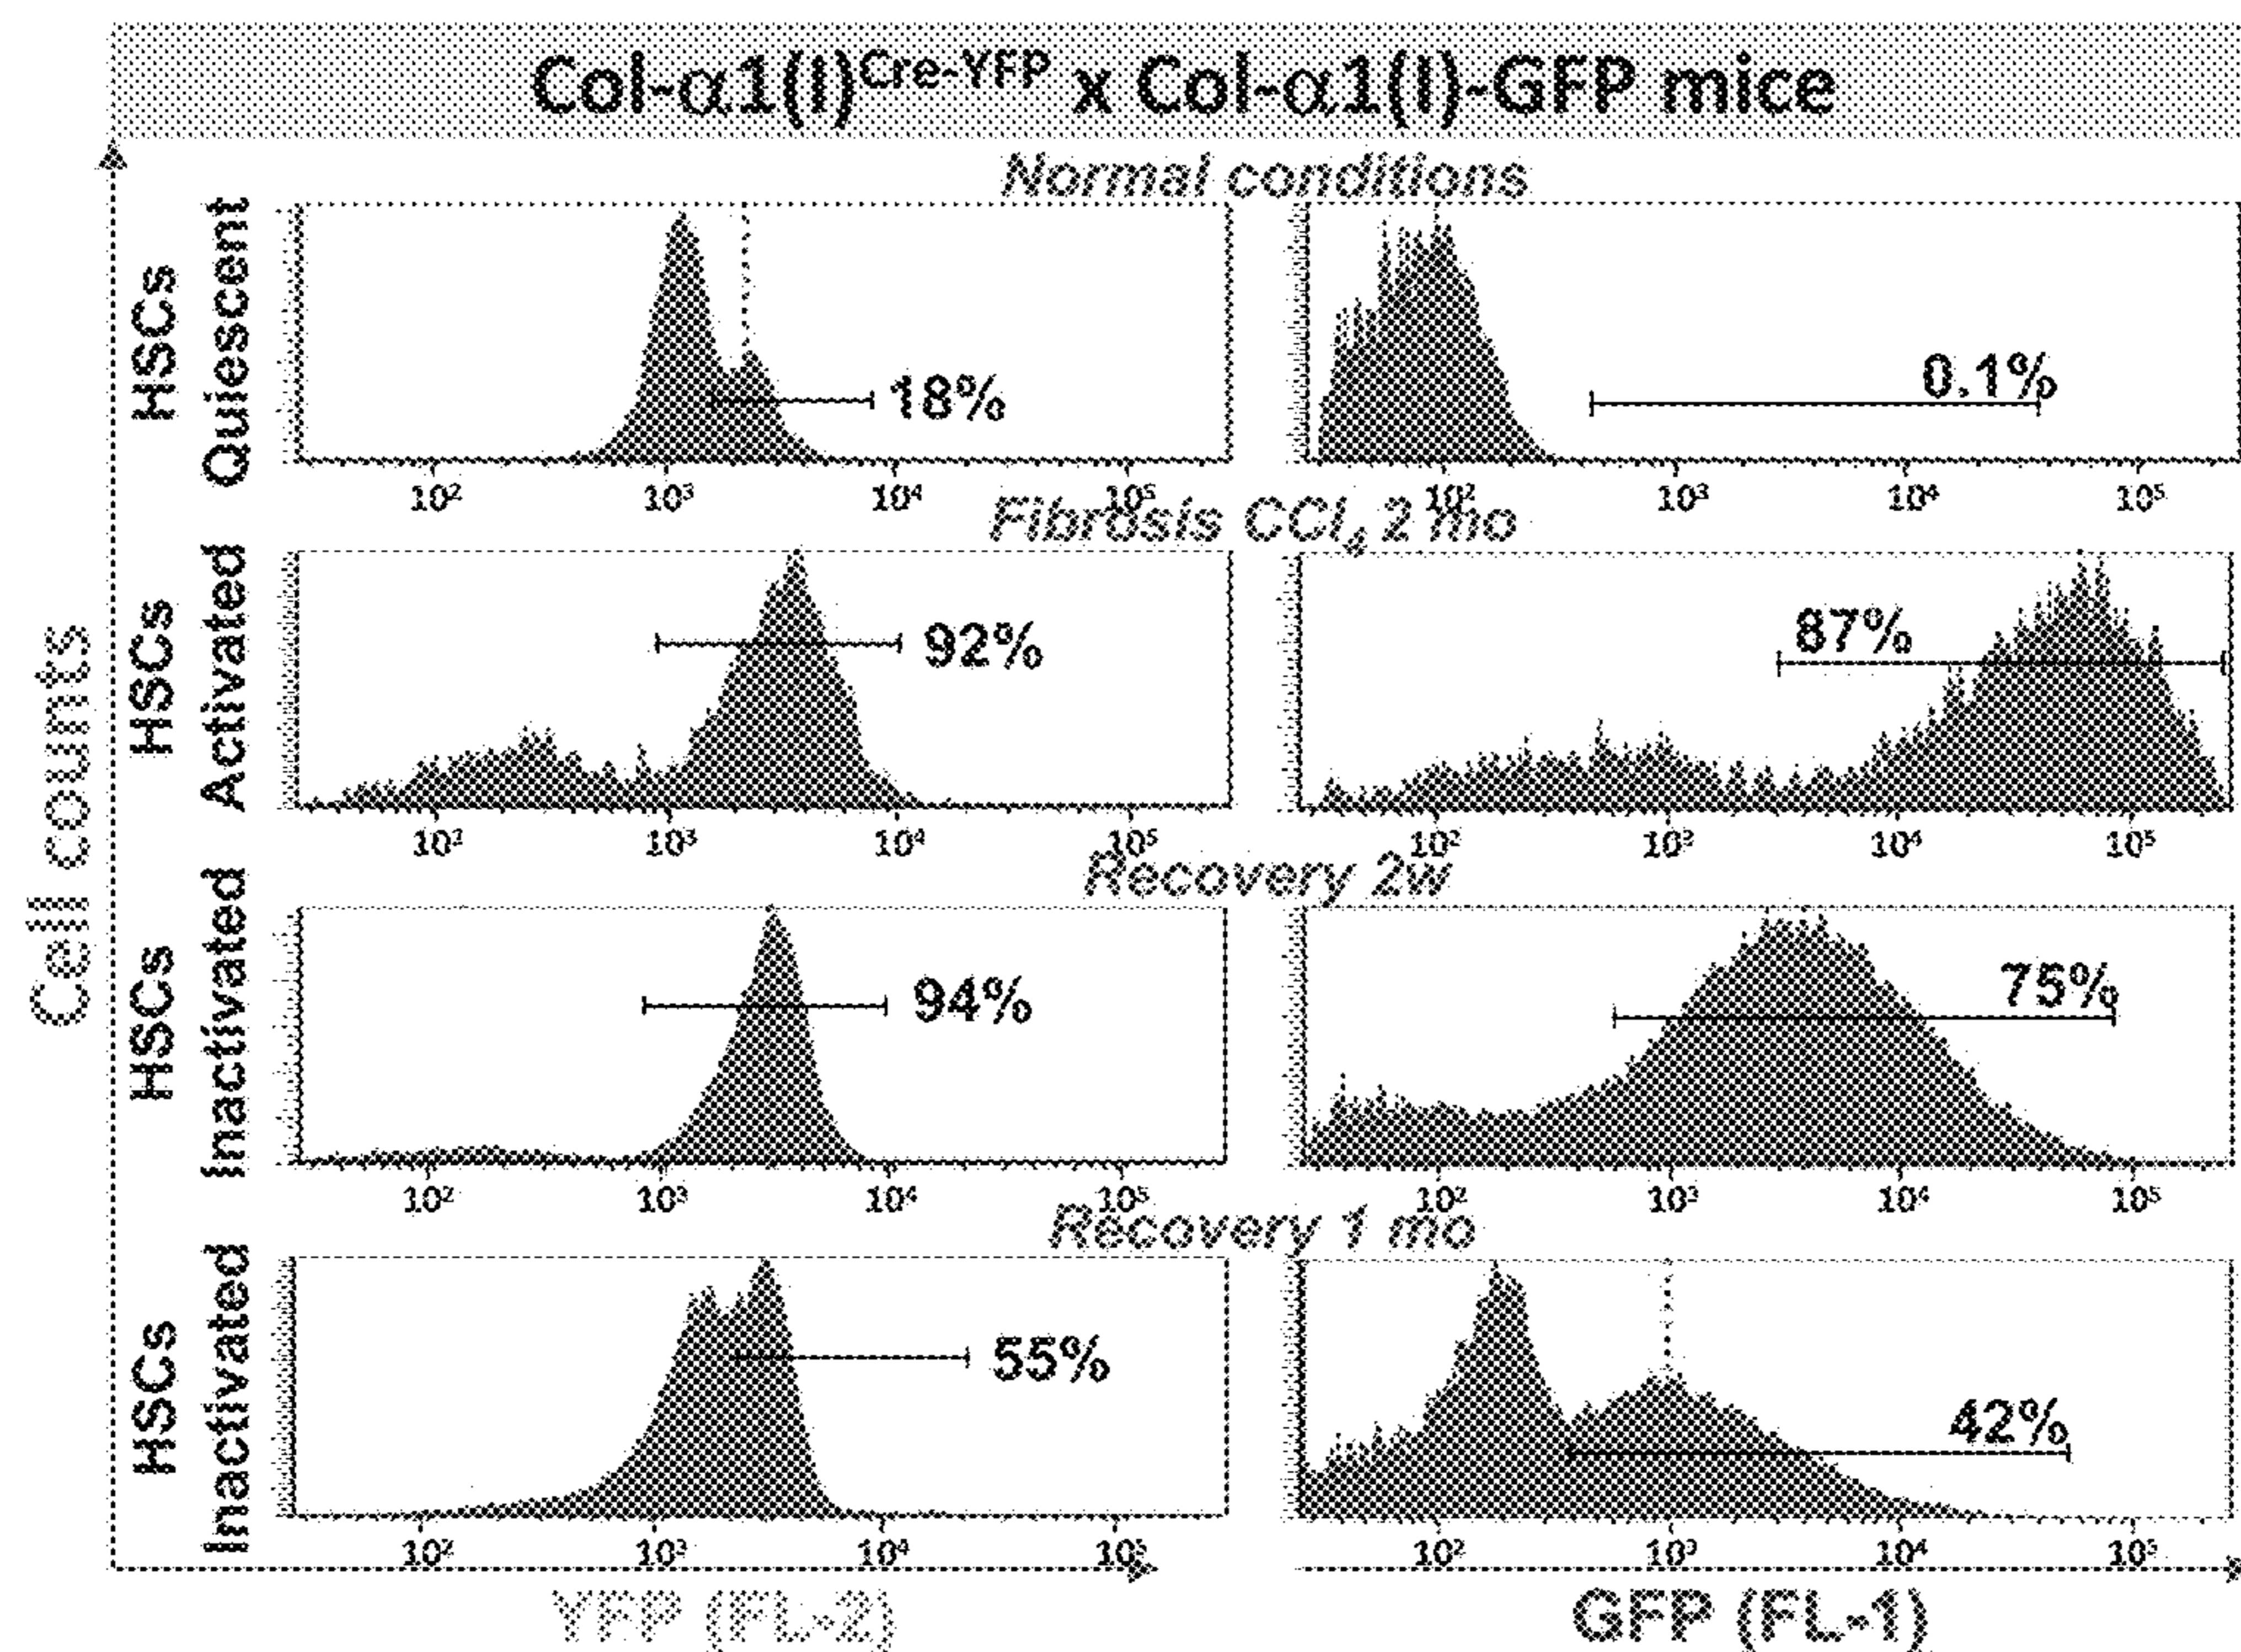 Col-α1(I)Cre-YFP x Col-α1(I)-GFP mice
Normal conditions
HSCs
Quiescent
18%
0.1%
10² 10³ 10⁴ 10⁵
10² 10³ 10⁴ 10⁵
Fibrosis CCl₄ 2 mo
HSCs
Activated
92%
87%
10² 10³ 10⁴ 10⁵
10² 10³ 10⁴ 10⁵
Recovery 2w
Cell counts
HSCs
Inactivated
94%
75%
10² 10³ 10⁴ 10⁵
10² 10³ 10⁴ 10⁵
Recovery 1 mo
HSCs
Inactivated
55%
42%
10² 10³ 10⁴ 10⁵
10² 10³ 10⁴ 10⁵
YFP (FL-2)
GFP (FL-1)